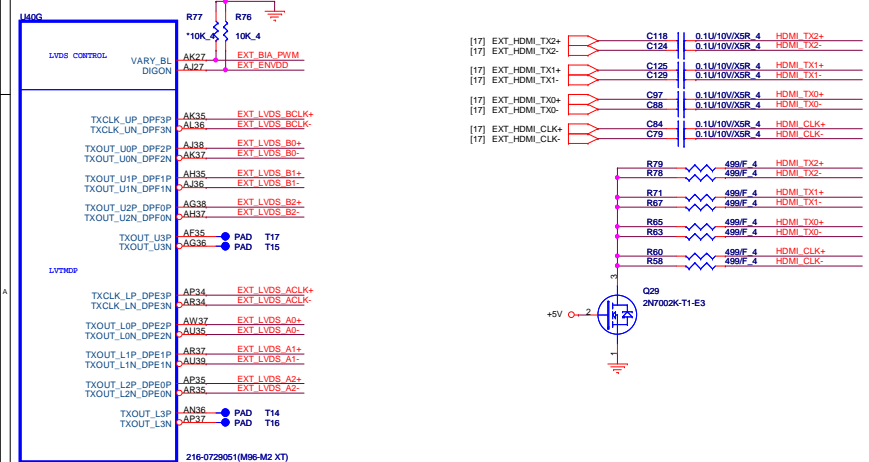 U40G
R77 R76
*10K_4 10K_4
LVDS CONTROL
VARY_BL AK27 EXT_BIA_PWM
DIGON AJ27 EXT_ENVDD
TXCLK_UP_DPF3P AK35 EXT_LVDS_BCLK+
TXCLK_UN_DPF3N AL36 EXT_LVDS_BCLK-
TXOUT_U0P_DPF2P AJ38 EXT_LVDS_B0+
TXOUT_U0N_DPF2N AK37 EXT_LVDS_B0-
TXOUT_U1P_DPF1P AH35 EXT_LVDS_B1+
TXOUT_U1N_DPF1N AJ36 EXT_LVDS_B1-
TXOUT_U2P_DPF0P AG38 EXT_LVDS_B2+
TXOUT_U2N_DPF0N AH37 EXT_LVDS_B2-
TXOUT_U3P AF35 PAD T17
TXOUT_U3N AG36 PAD T15
LVTMDP
A
TXCLK_LP_DPE3P AP34 EXT_LVDS_ACLK+
TXCLK_LN_DPE3N AR34 EXT_LVDS_ACLK-
TXOUT_L0P_DPE2P AW37 EXT_LVDS_A0+
TXOUT_L0N_DPE2N AU35 EXT_LVDS_A0-
TXOUT_L1P_DPE1P AR37 EXT_LVDS_A1+
TXOUT_L1N_DPE1N AU39 EXT_LVDS_A1-
TXOUT_L2P_DPE0P AP35 EXT_LVDS_A2+
TXOUT_L2N_DPE0N AR35 EXT_LVDS_A2-
TXOUT_L3P AN36 PAD T14
TXOUT_L3N AP37 PAD T16
216-0729051(M96-M2 XT)
[17] EXT_HDMI_TX2+ C118 0.1U/10V/X5R_4 HDMI_TX2+
[17] EXT_HDMI_TX2- C124 0.1U/10V/X5R_4 HDMI_TX2-
[17] EXT_HDMI_TX1+ C125 0.1U/10V/X5R_4 HDMI_TX1+
[17] EXT_HDMI_TX1- C129 0.1U/10V/X5R_4 HDMI_TX1-
[17] EXT_HDMI_TX0+ C97 0.1U/10V/X5R_4 HDMI_TX0+
[17] EXT_HDMI_TX0- C88 0.1U/10V/X5R_4 HDMI_TX0-
[17] EXT_HDMI_CLK+ C84 0.1U/10V/X5R_4 HDMI_CLK+
[17] EXT_HDMI_CLK- C79 0.1U/10V/X5R_4 HDMI_CLK-
R79 499/F_4 HDMI_TX2+
R78 499/F_4 HDMI_TX2-
R71 499/F_4 HDMI_TX1+
R67 499/F_4 HDMI_TX1-
R65 499/F_4 HDMI_TX0+
R63 499/F_4 HDMI_TX0-
R60 499/F_4 HDMI_CLK+
R58 499/F_4 HDMI_CLK-
3
Q29
2N7002K-T1-E3
+5V 2
1